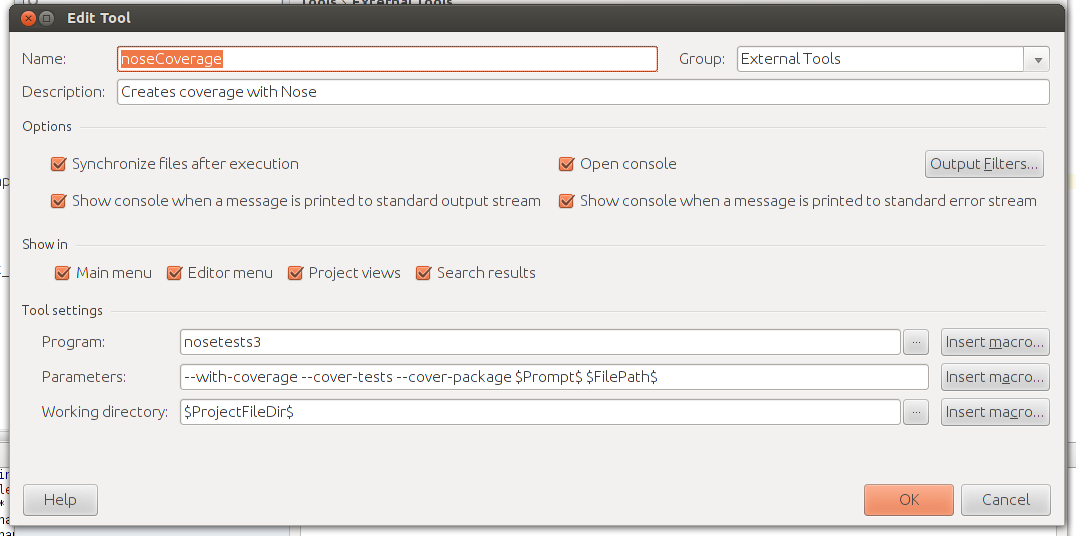 Tools > External Tools
Edit Tool
Name: noseCoverage Group: External Tools
Description: Creates coverage with Nose
Options
Synchronize files after execution Open console Output Filters...
Show console when a message is printed to standard output stream Show console when a message is printed to standard error stream
Show in
Main menu Editor menu Project views Search results
Tool settings
Program: nosetests3 ... Insert macro...
Parameters: --with-coverage --cover-tests --cover-package $Prompt$ $FilePath$ Insert macro...
Working directory: $ProjectFileDir$ ... Insert macro...
Help OK Cancel